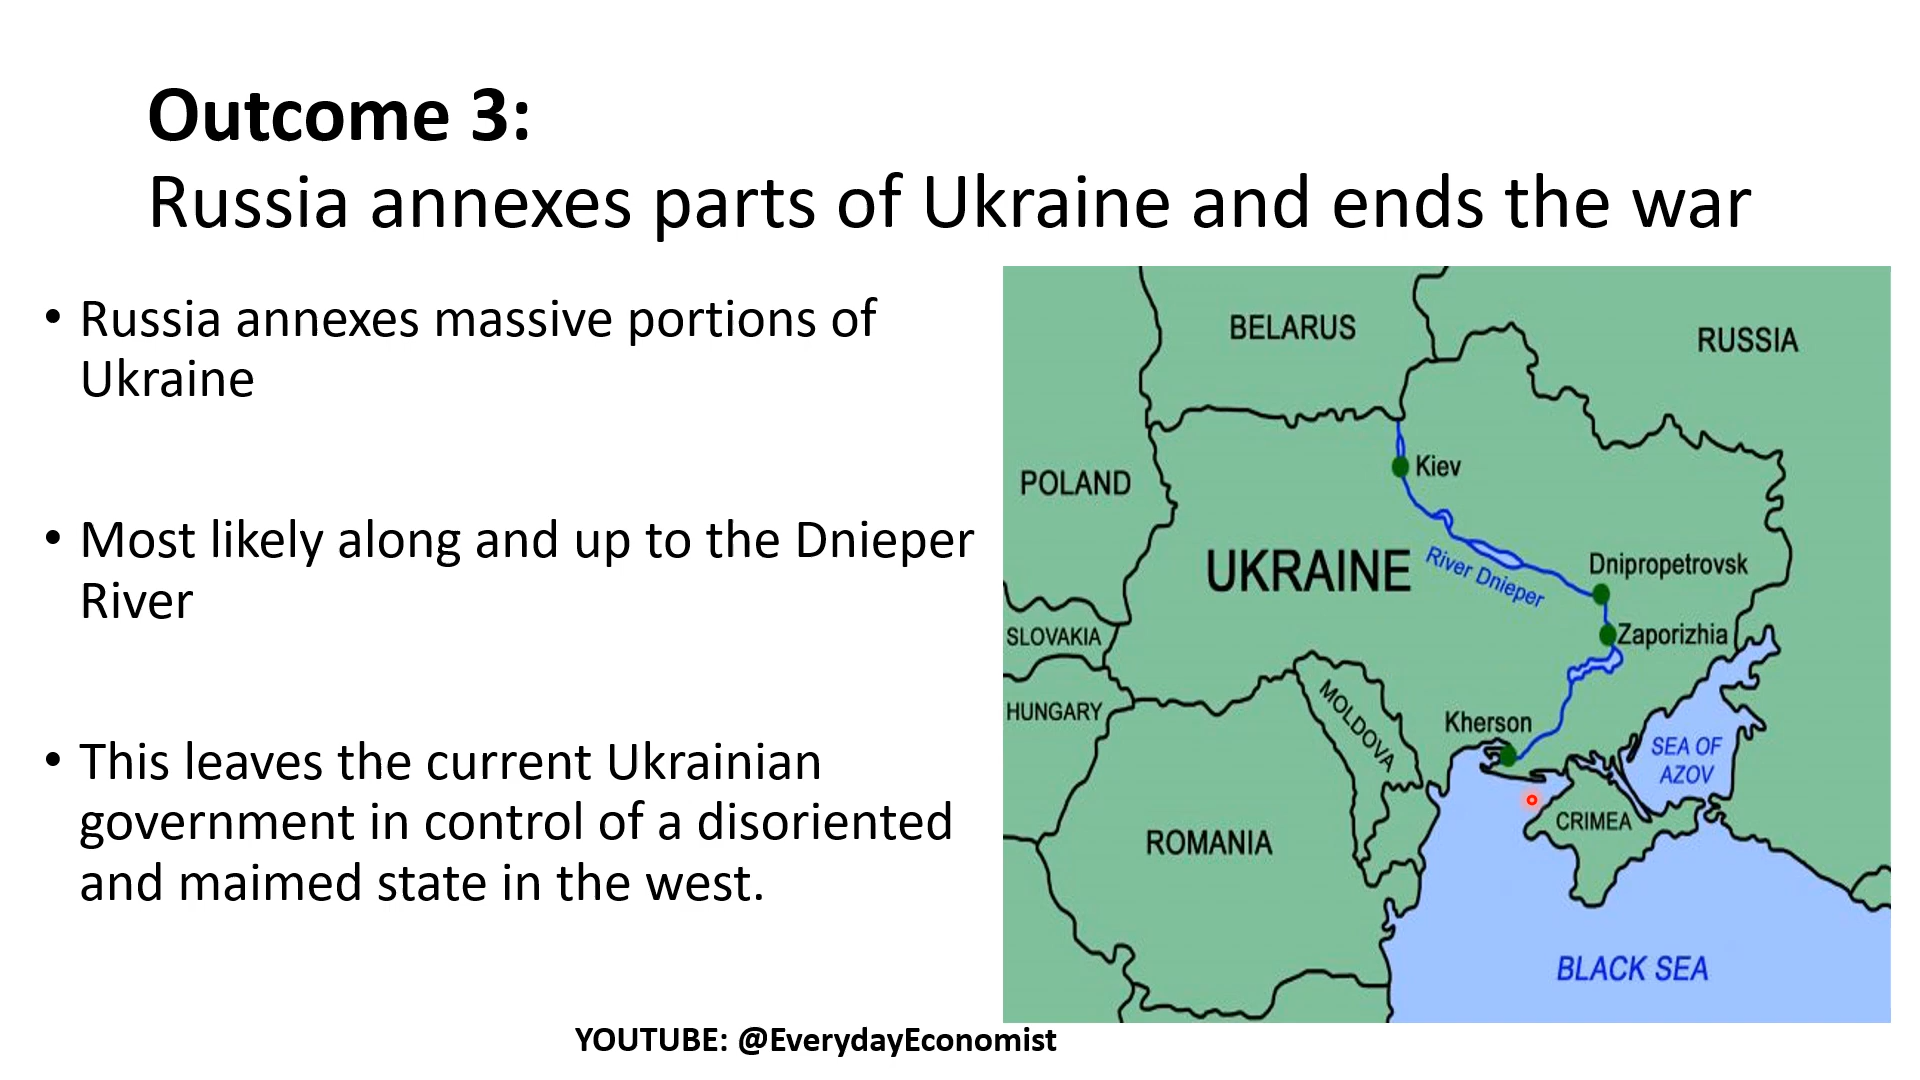 Outcome 3:
Russia annexes parts of Ukraine and ends the war
• Russia annexes massive portions of
Ukraine
• Most likely along and up to the Dnieper
River
• This leaves the current Ukrainian
government in control of a disoriented
and maimed state in the west.
BELARUS
RUSSIA
Kiev
POLAND
UKRAINE
River Dnieper
Dnipropetrovsk
Zaporizhia
SLOVAKIA
HUNGARY
MOLDOVA
Kherson
SEA OF
AZOV
CRIMEA
ROMANIA
BLACK SEA
YOUTUBE: @EverydayEconomist